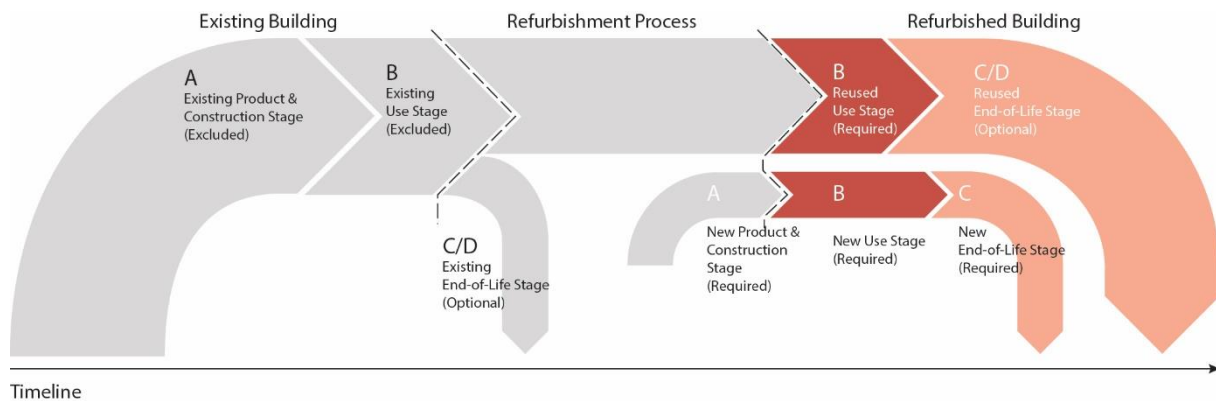 Existing Building
Refurbishment Process
Refurbished Building
A
Existing Product &
Construction Stage
(Excluded)
B
Existing
Use Stage
(Excluded)
B
Reused
Use Stage
(Required)
C/D
Reused
End-of-Life Stage
(Optional)
C/D
Existing
End-of-Life Stage
(Optional)
A
New Product &
Construction
Stage
(Required)
B
New Use Stage
(Required)
C
New
End-of-Life Stage
(Required)
Timeline